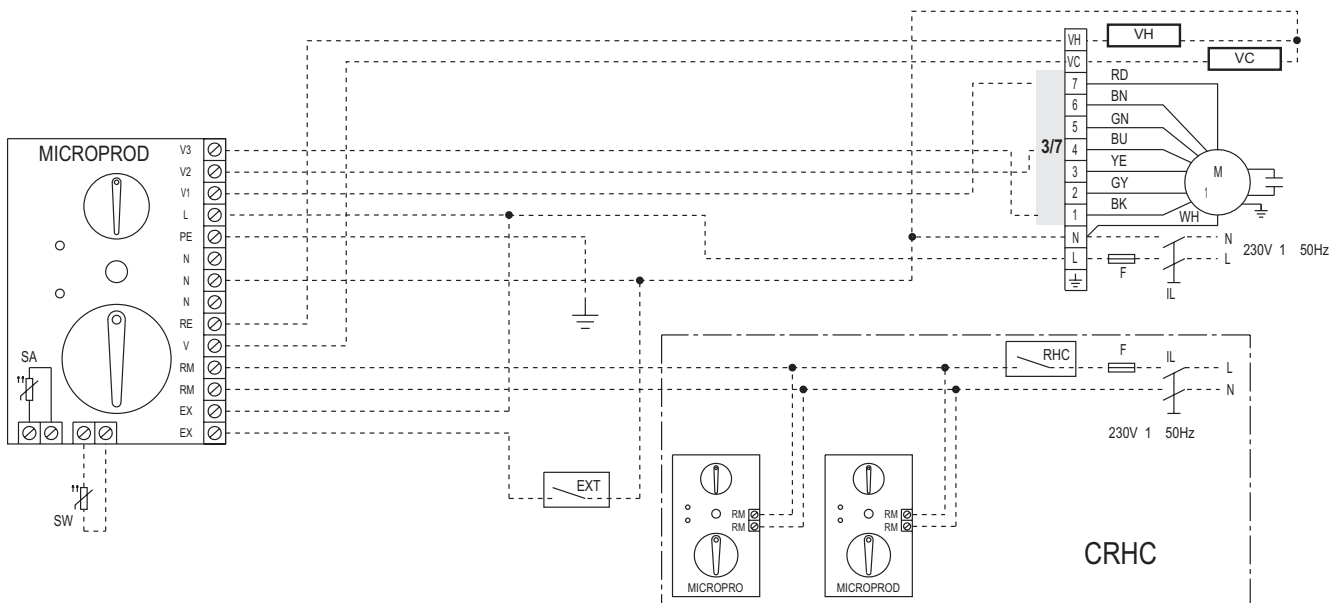 MICROPROD
V3
V2
V1
L
PE
N
N
N
RE
V
RM
RM
EX
EX
SA
SW
EXT
VH
VC
7
6
5
4
3
2
1
N
L
3/7
VH
VC
RD
BN
GN
BU
YE
GY
BK
WH
M
1
F
IL
N
L
230V 1 50Hz
RHC
F
IL
L
N
230V 1 50Hz
RM
RM
MICROPRO
RM
RM
MICROPROD
CRHC